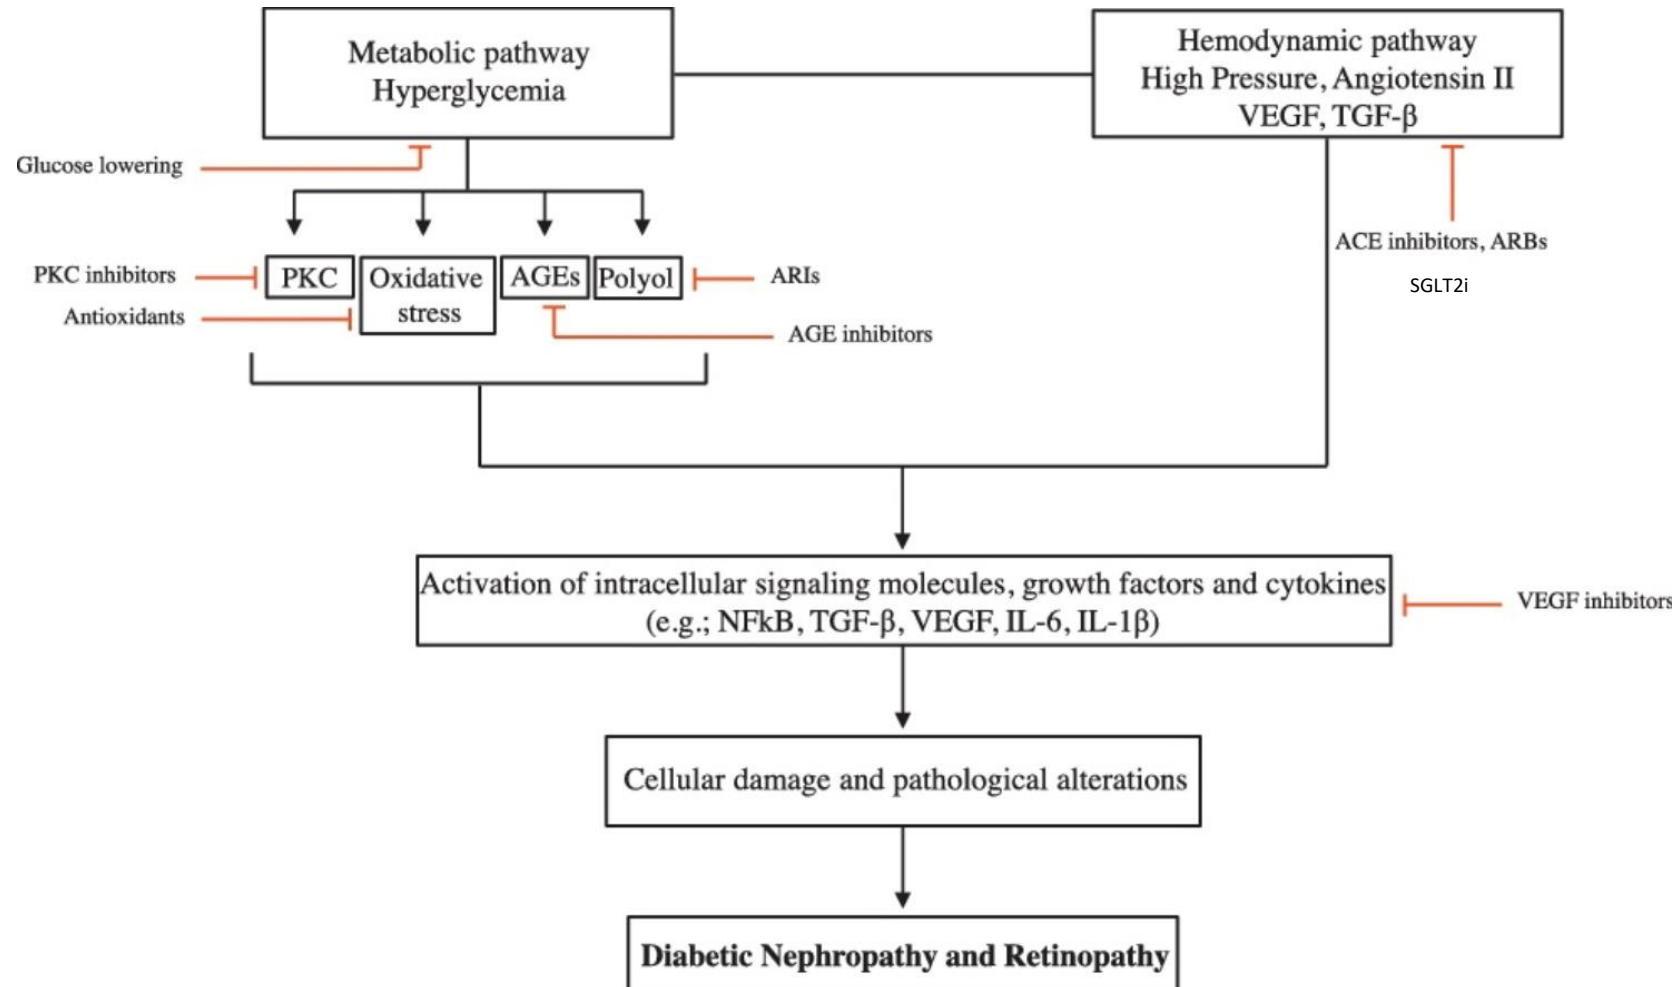 Metabolic pathway
Hyperglycemia
Hemodynamic pathway
High Pressure, Angiotensin II
VEGF, TGF-β
Glucose lowering
ACE inhibitors, ARBs
SGLT2i
PKC inhibitors
PKC
Oxidative
stress
AGEs
Polyol
ARIs
Antioxidants
AGE inhibitors
Activation of intracellular signaling molecules, growth factors and cytokines
(e.g.; NFkB, TGF-β, VEGF, IL-6, IL-1β)
VEGF inhibitors
Cellular damage and pathological alterations
Diabetic Nephropathy and Retinopathy